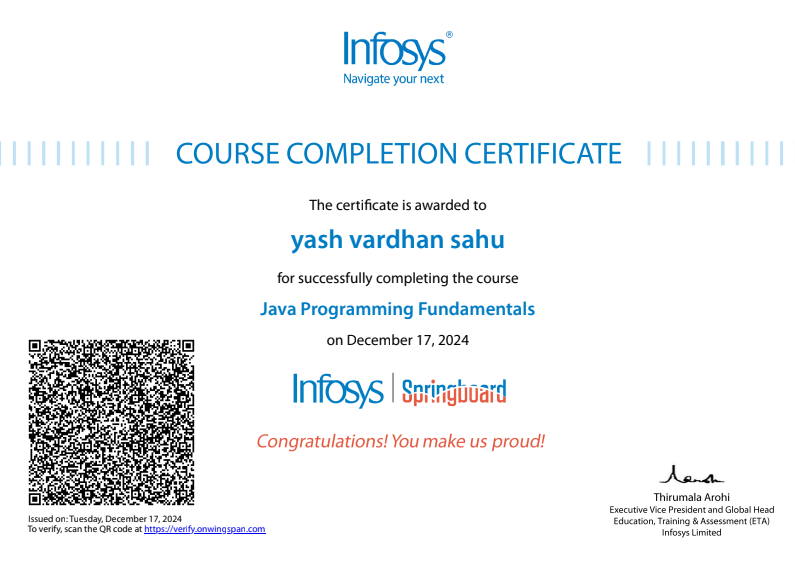 Infosys®
Navigate your next
COURSE COMPLETION CERTIFICATE
The certificate is awarded to
yash vardhan sahu
for successfully completing the course
Java Programming Fundamentals
on December 17, 2024
Infosys | Springboard
Congratulations! You make us proud!
Issued on: Tuesday, December 17, 2024
To verify, scan the QR code at https://verify.onwingspan.com
Thirumala Arohi
Executive Vice President and Global Head
Education, Training & Assessment (ETA)
Infosys Limited